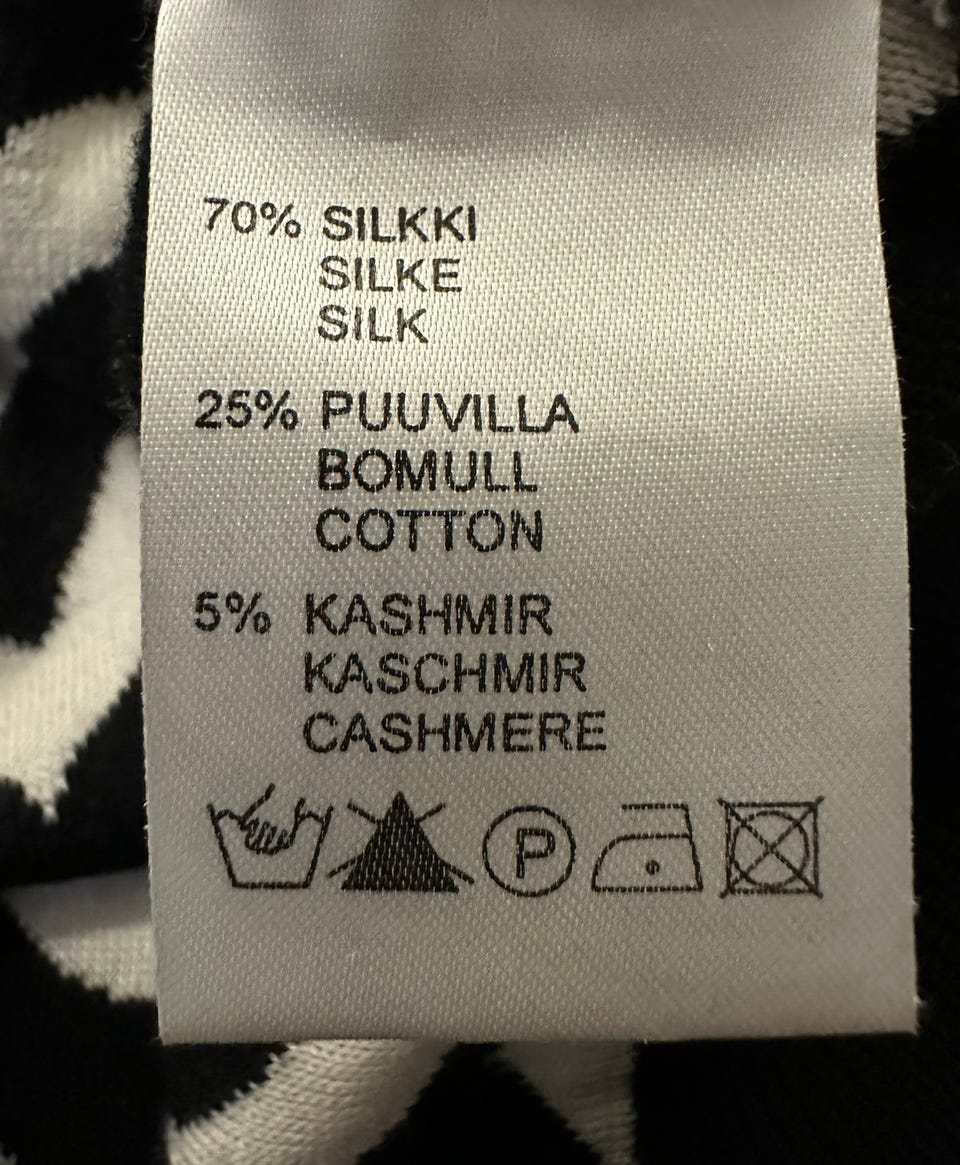 70% SILKKI
SILKE
SILK
25% PUUVILLA
BOMULL
COTTON
5% KASHMIR
KASCHMIR
CASHMERE
P